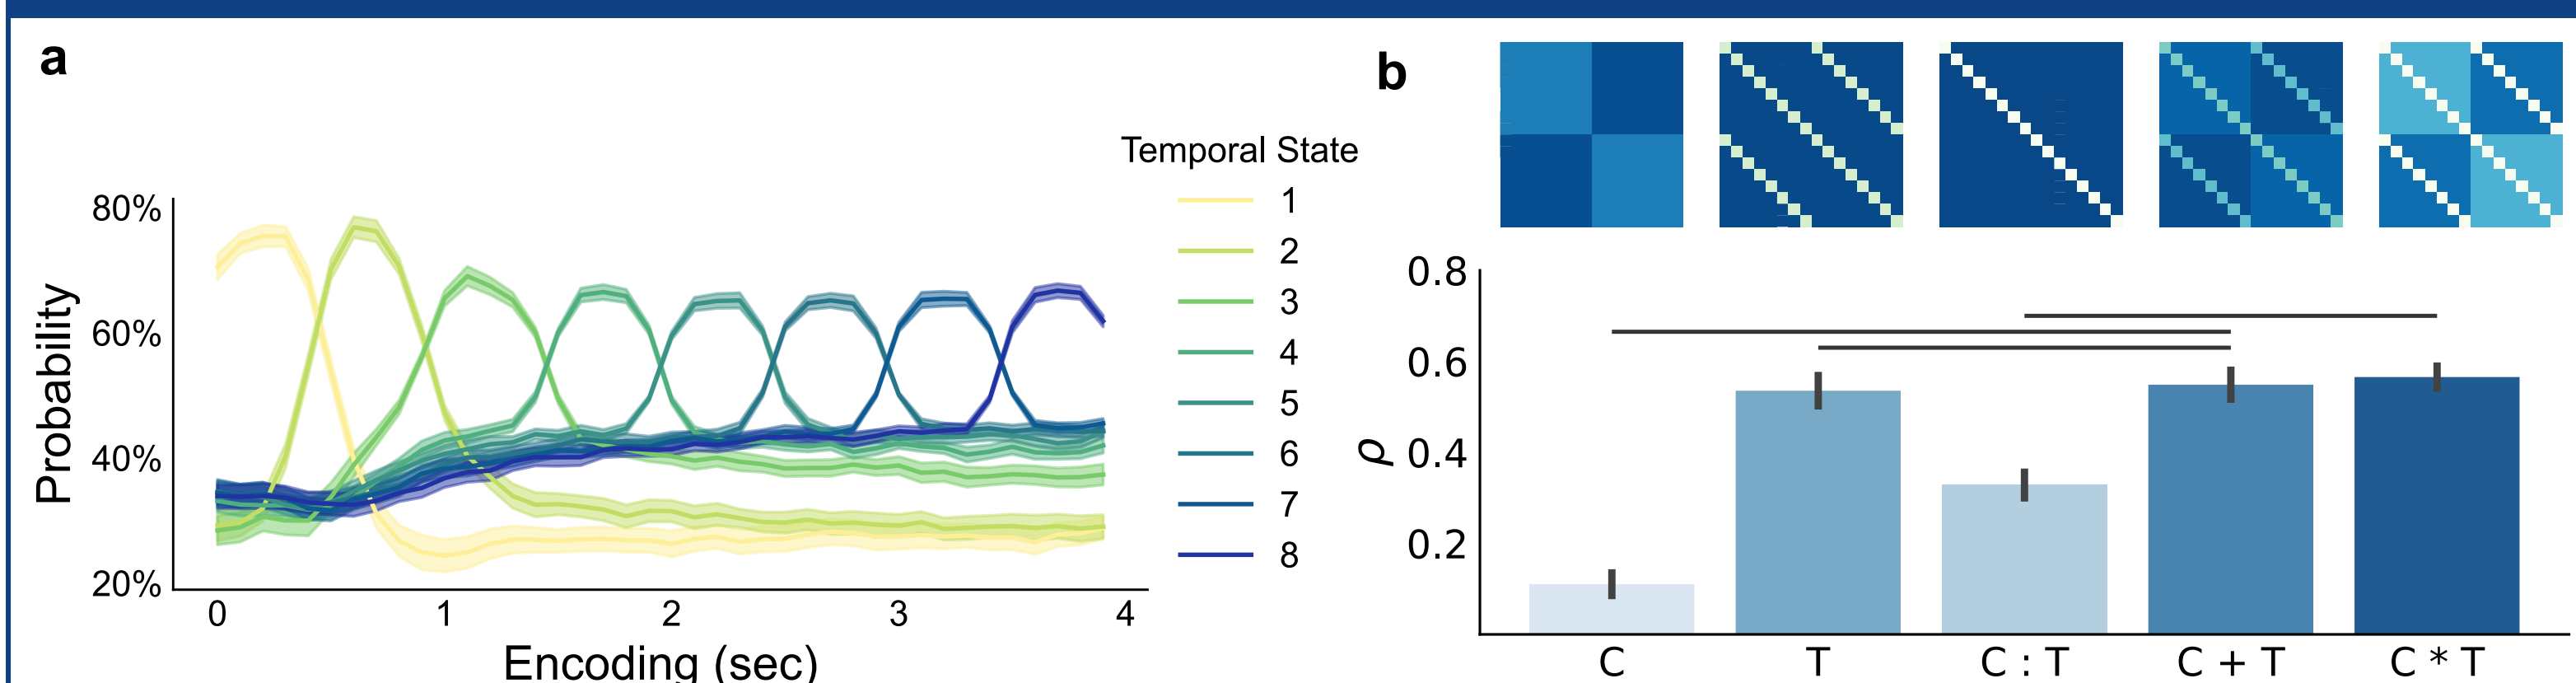 a
Temporal State
1
2
3
4
5
6
7
8
80%
60%
40%
20%
Probability
0 1 2 3 4
Encoding (sec)
b
0.8
0.6
0.4
0.2
ρ
C T C : T C + T C * T